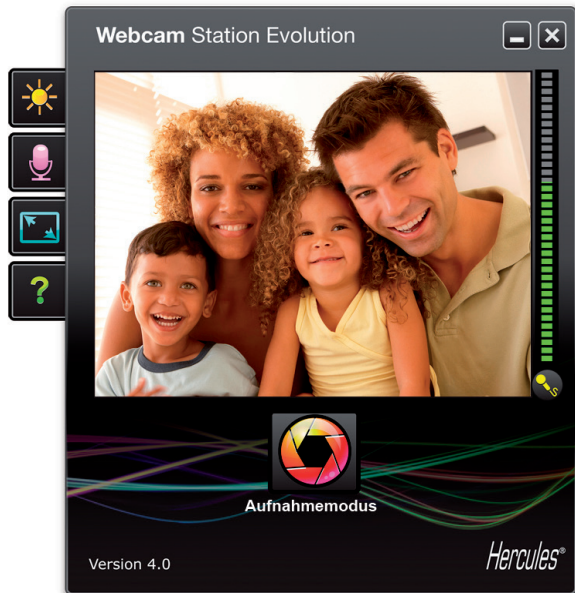 Webcam Station Evolution
?
S
Aufnahmemodus
Version 4.0
Hercules®